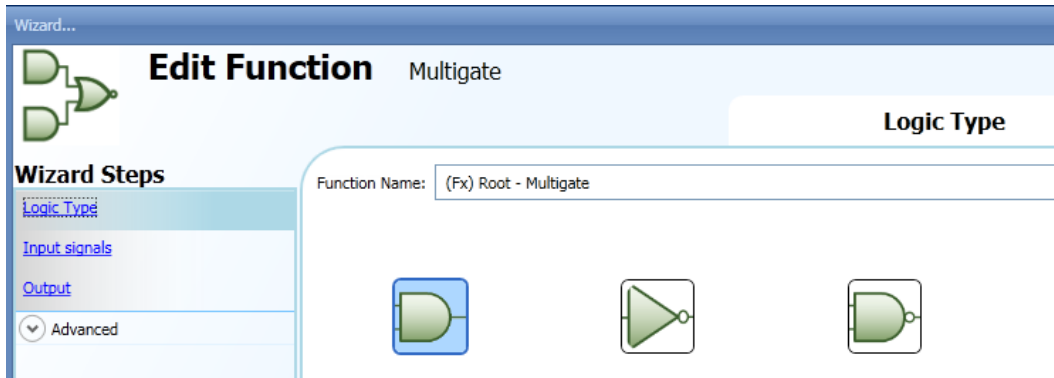 Wizard...
Edit Function Multigate
Logic Type
Wizard Steps
Logic Type
Input signals
Output
Advanced
Function Name: (Fx) Root - Multigate